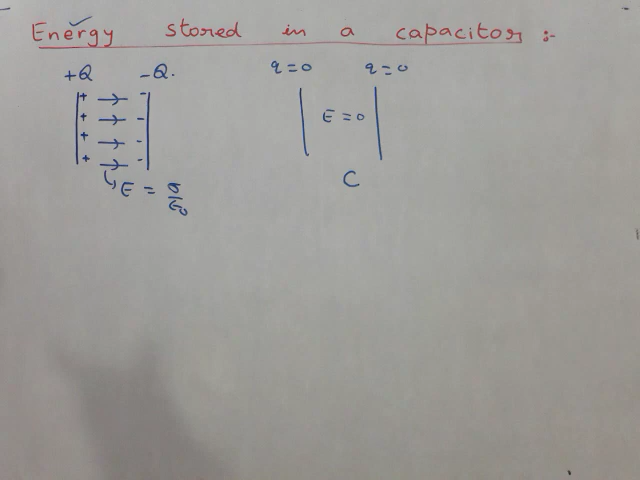 Energy stored in a capacitor :-
+Q -Q.
q=0 q=0
+ -
+ -
+ -
+ -
E = σ/ε₀
E = 0
C